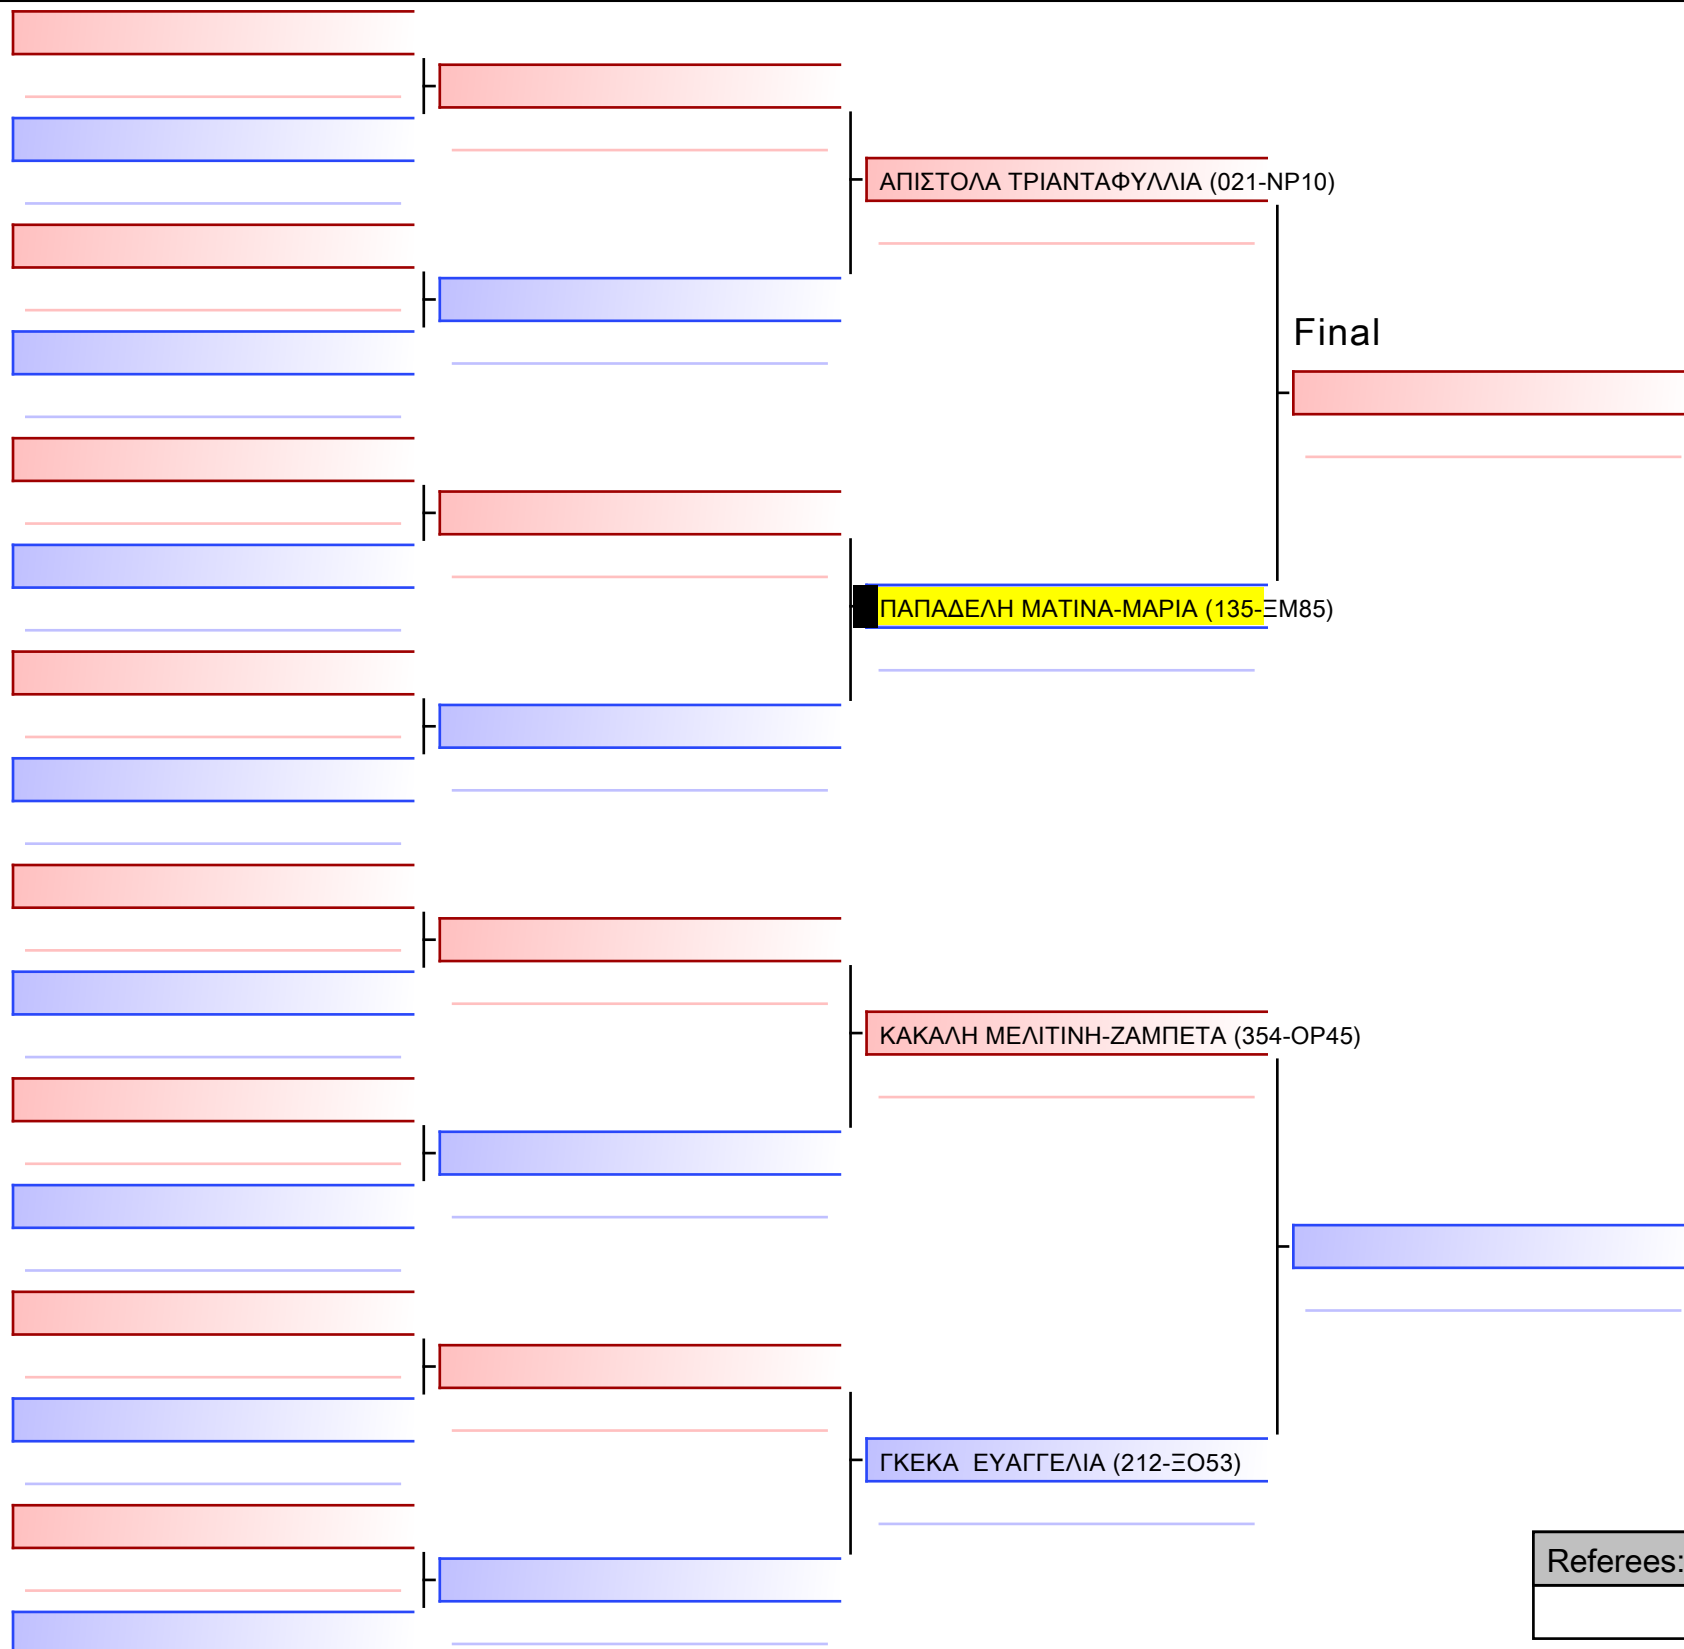 ΑΠΙΣΤΟΛΑ ΤΡΙΑΝΤΑΦΥΛΛΙΑ (021-ΝΡ10)
Final
ΠΑΠΑΔΕΛΗ ΜΑΤΙΝΑ-ΜΑΡΙΑ (135-ΞΜ85)
ΚΑΚΑΛΗ ΜΕΛΙΤΙΝΗ-ΖΑΜΠΕΤΑ (354-ΟΡ45)
ΓΚΕΚΑ  ΕΥΑΓΓΕΛΙΑ (212-ΞΟ53)
Referees: